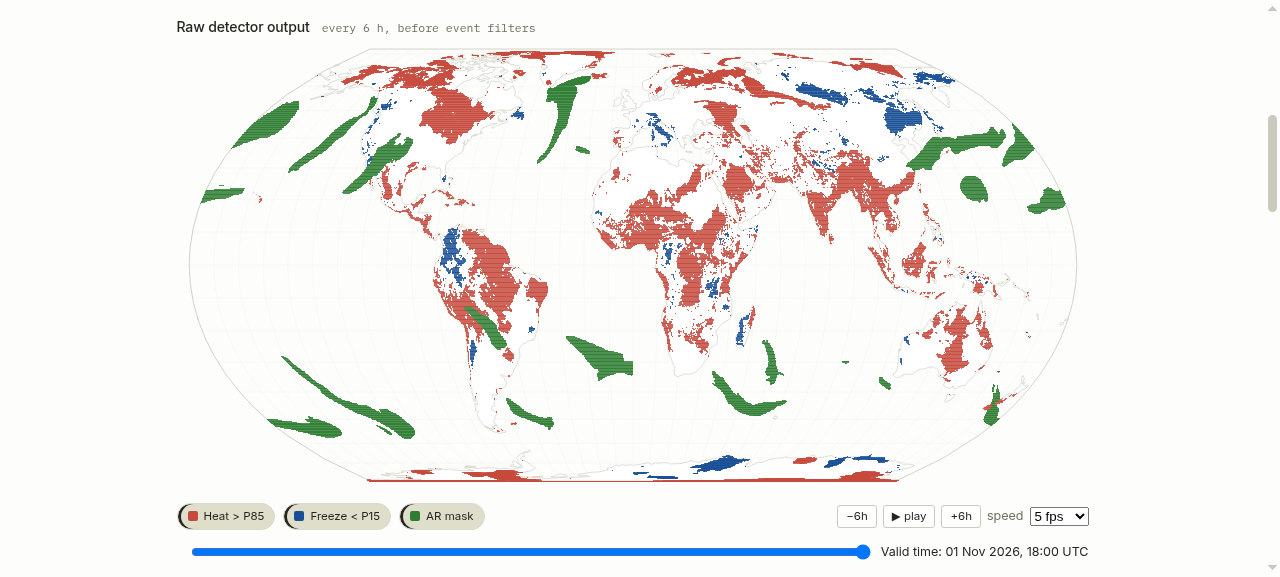 Raw detector output every 6 h, before event filters
Heat > P85 Freeze < P15 AR mask −6h ▶ play +6h speed 5 fps
Valid time: 01 Nov 2026, 18:00 UTC